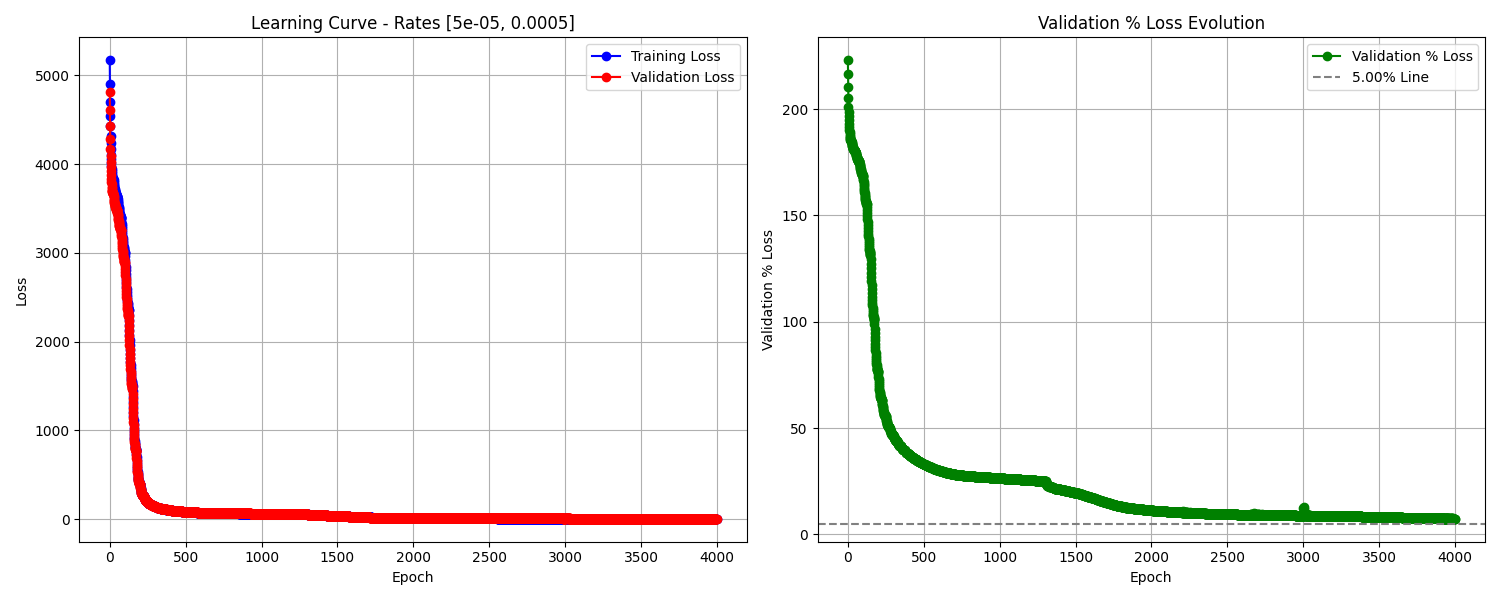 Learning Curve - Rates [5e-05, 0.0005]
Training Loss
Validation Loss
Loss
5000
4000
3000
2000
1000
0
0 500 1000 1500 2000 2500 3000 3500 4000
Epoch
Validation % Loss Evolution
Validation % Loss
5.00% Line
Validation % Loss
200
150
100
50
0
0 500 1000 1500 2000 2500 3000 3500 4000
Epoch